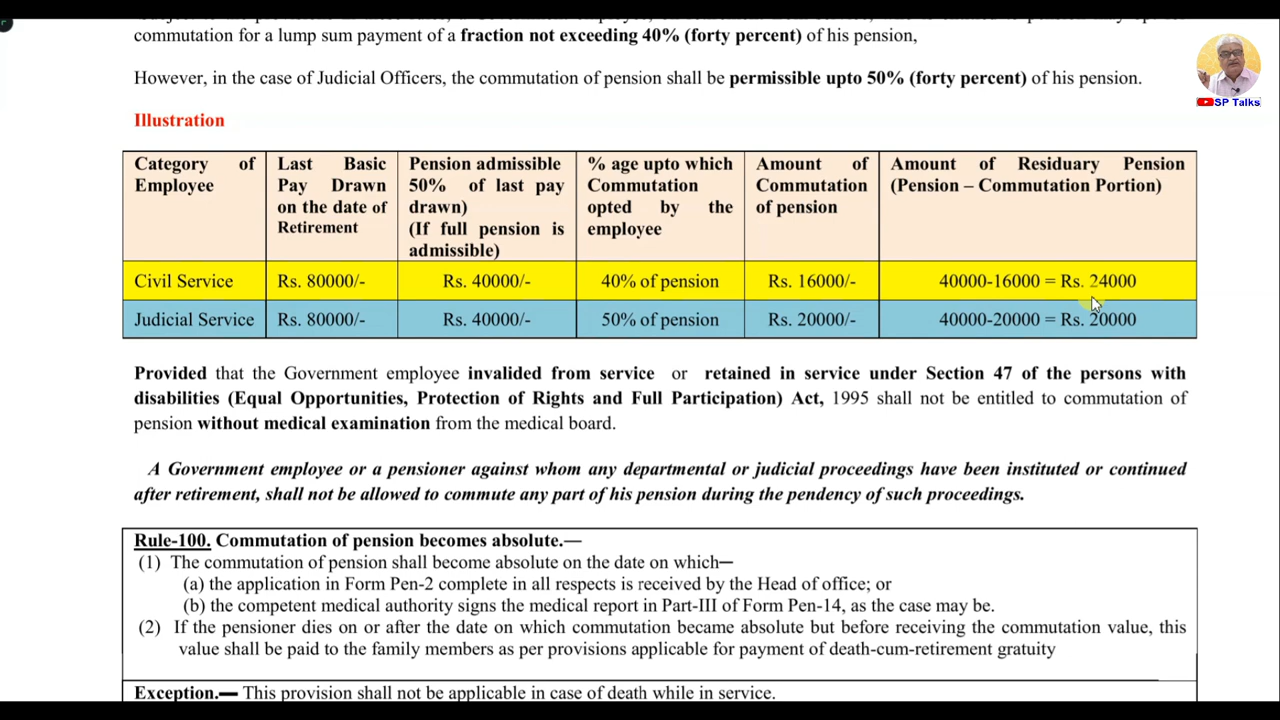 commutation for a lump sum payment of a fraction not exceeding 40% (forty percent) of his pension,
However, in the case of Judicial Officers, the commutation of pension shall be permissible upto 50% (forty percent) of his pension.
SP Talks
Illustration
Category of Employee Last Basic Pay Drawn on the date of Retirement Pension admissible 50% of last pay drawn) (If full pension is admissible) % age upto which Commutation opted by the employee Amount of Commutation of pension Amount of Residuary Pension (Pension – Commutation Portion)
Civil Service Rs. 80000/- Rs. 40000/- 40% of pension Rs. 16000/- 40000-16000 = Rs. 24000
Judicial Service Rs. 80000/- Rs. 40000/- 50% of pension Rs. 20000/- 40000-20000 = Rs. 20000
Provided that the Government employee invalided from service or retained in service under Section 47 of the persons with
disabilities (Equal Opportunities, Protection of Rights and Full Participation) Act, 1995 shall not be entitled to commutation of
pension without medical examination from the medical board.
A Government employee or a pensioner against whom any departmental or judicial proceedings have been instituted or continued
after retirement, shall not be allowed to commute any part of his pension during the pendency of such proceedings.
Rule-100. Commutation of pension becomes absolute.—
(1) The commutation of pension shall become absolute on the date on which—
(a) the application in Form Pen-2 complete in all respects is received by the Head of office; or
(b) the competent medical authority signs the medical report in Part-III of Form Pen-14, as the case may be.
(2) If the pensioner dies on or after the date on which commutation became absolute but before receiving the commutation value, this
value shall be paid to the family members as per provisions applicable for payment of death-cum-retirement gratuity
Exception.— This provision shall not be applicable in case of death while in service.